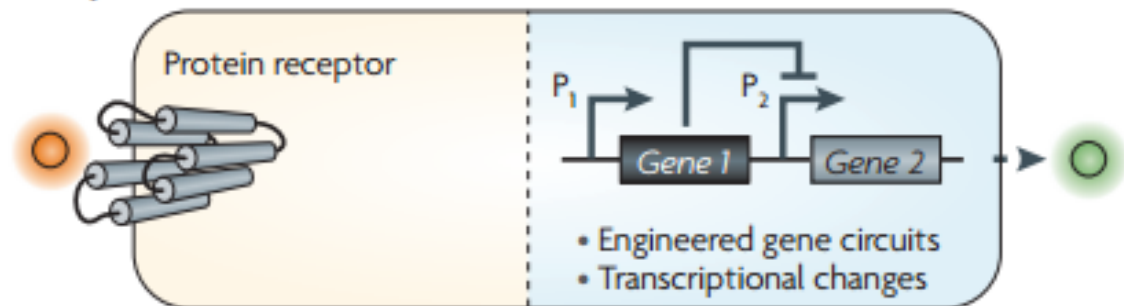 Protein receptor
P1
P2
Gene 1
Gene 2
• Engineered gene circuits
• Transcriptional changes